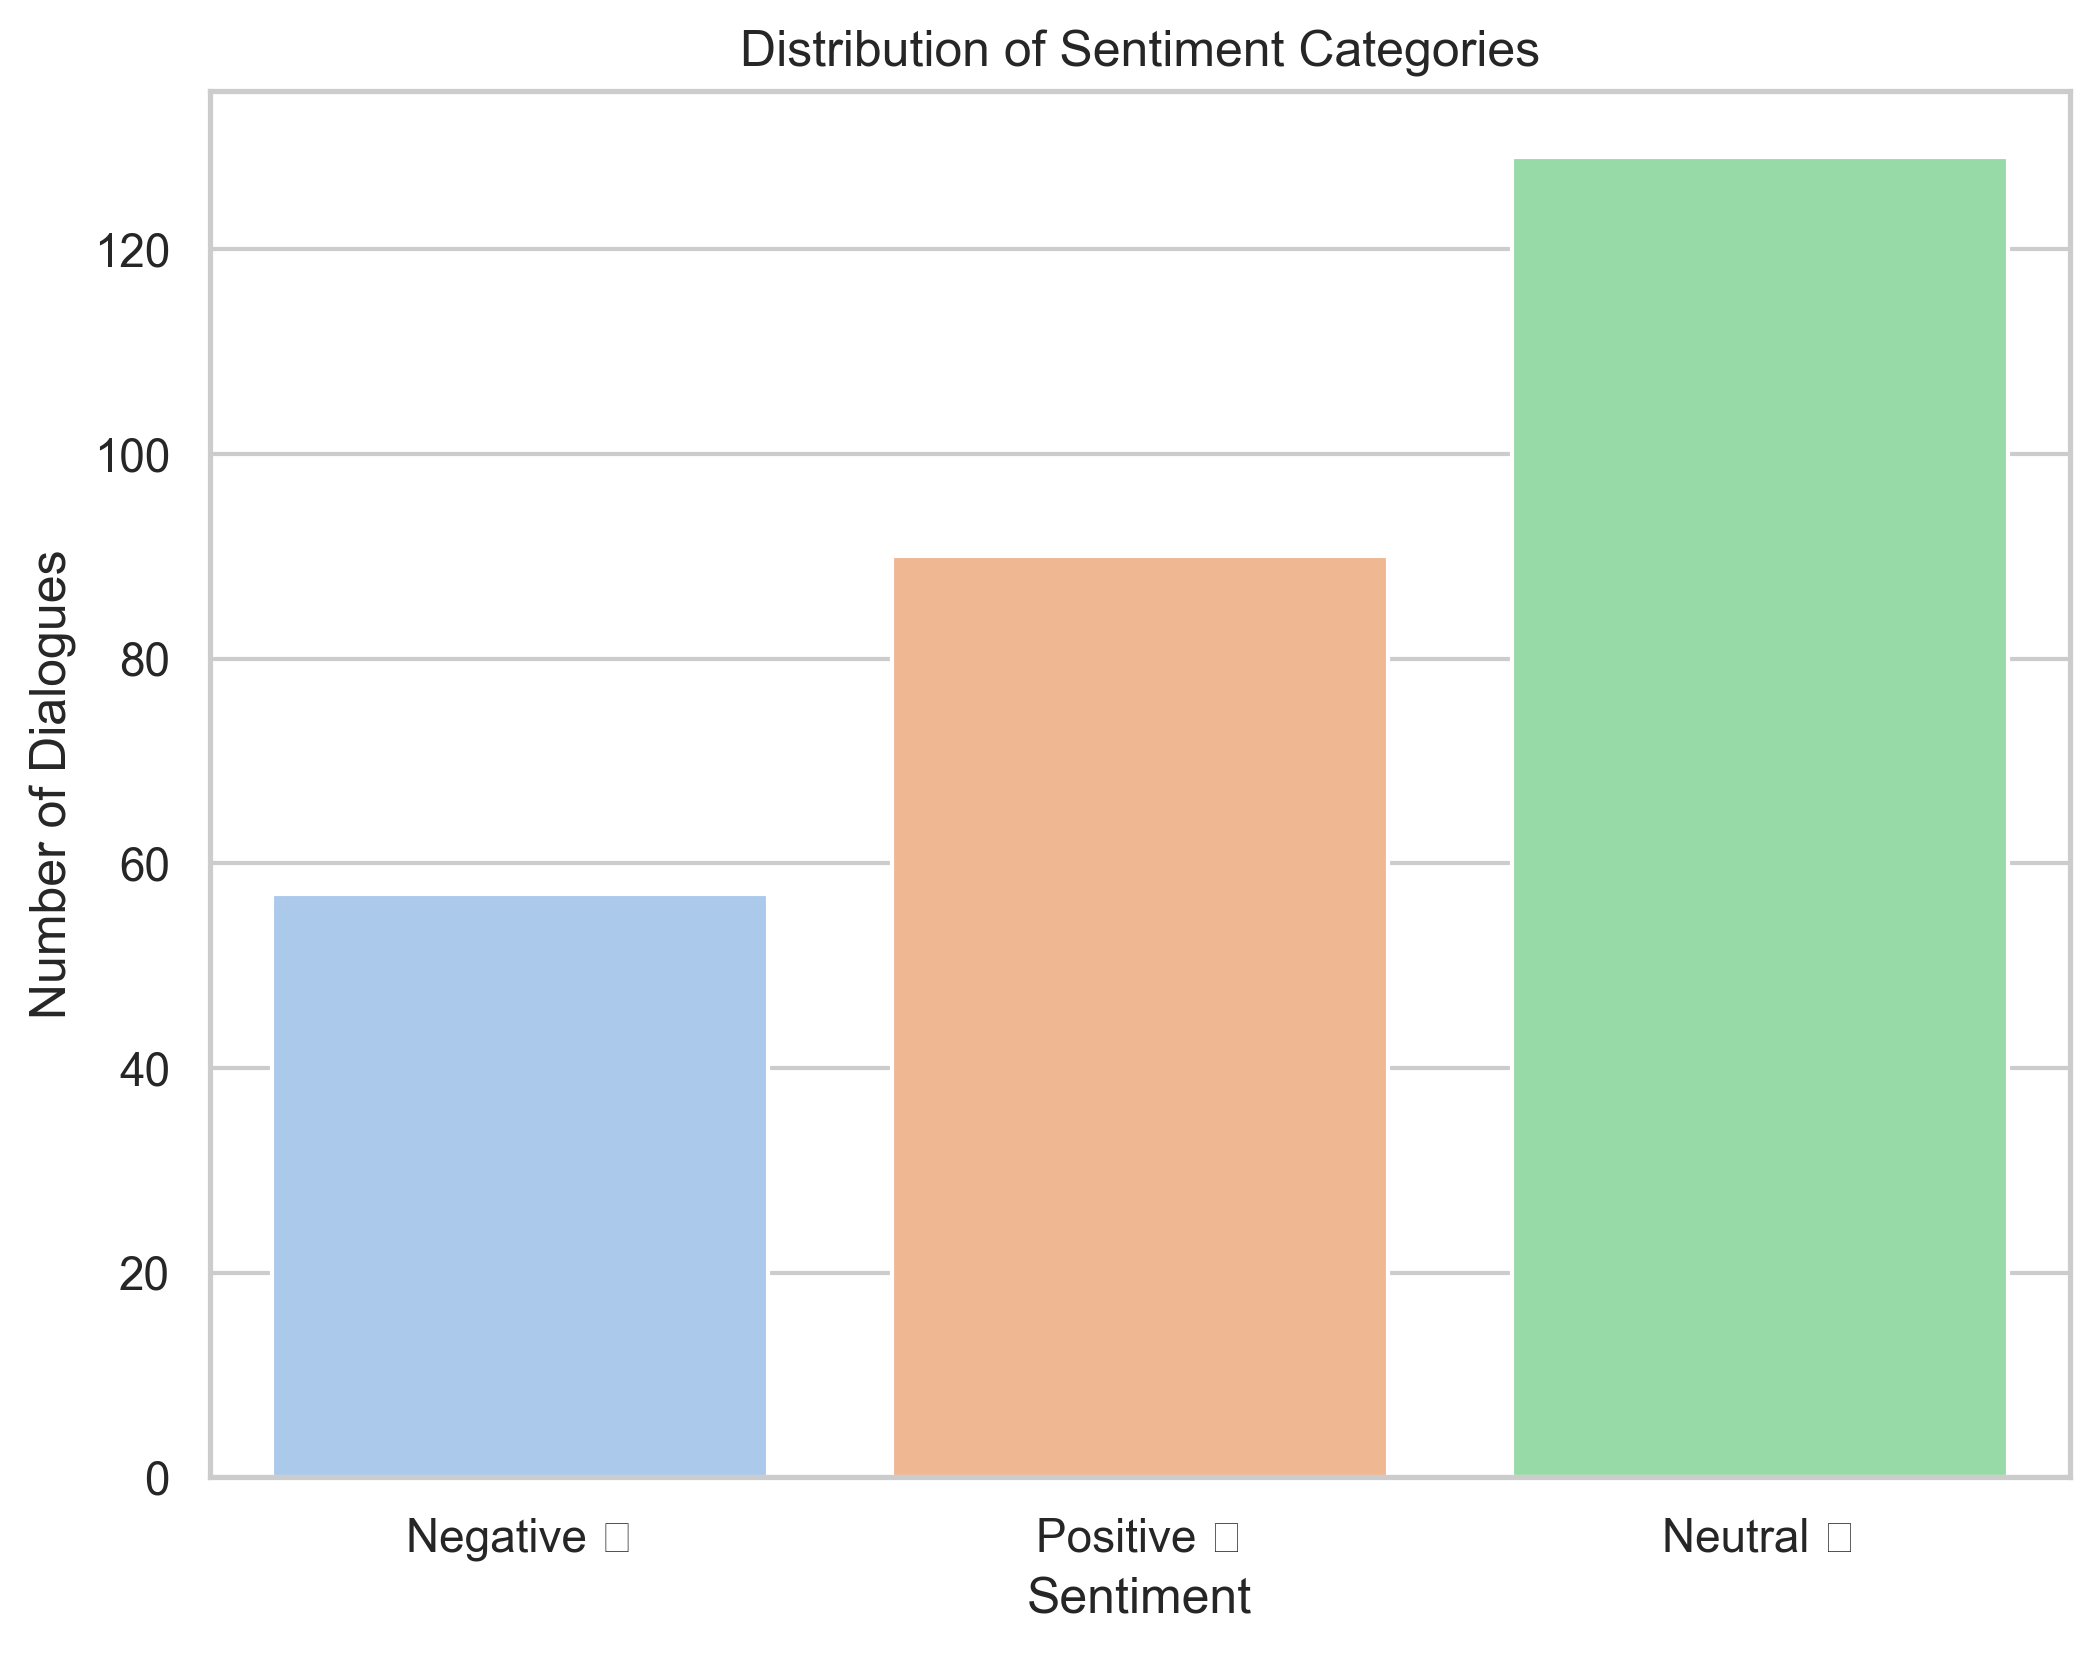 Distribution of Sentiment Categories
Number of Dialogues
120
100
80
60
40
20
0
Negative □
Positive □
Neutral □
Sentiment